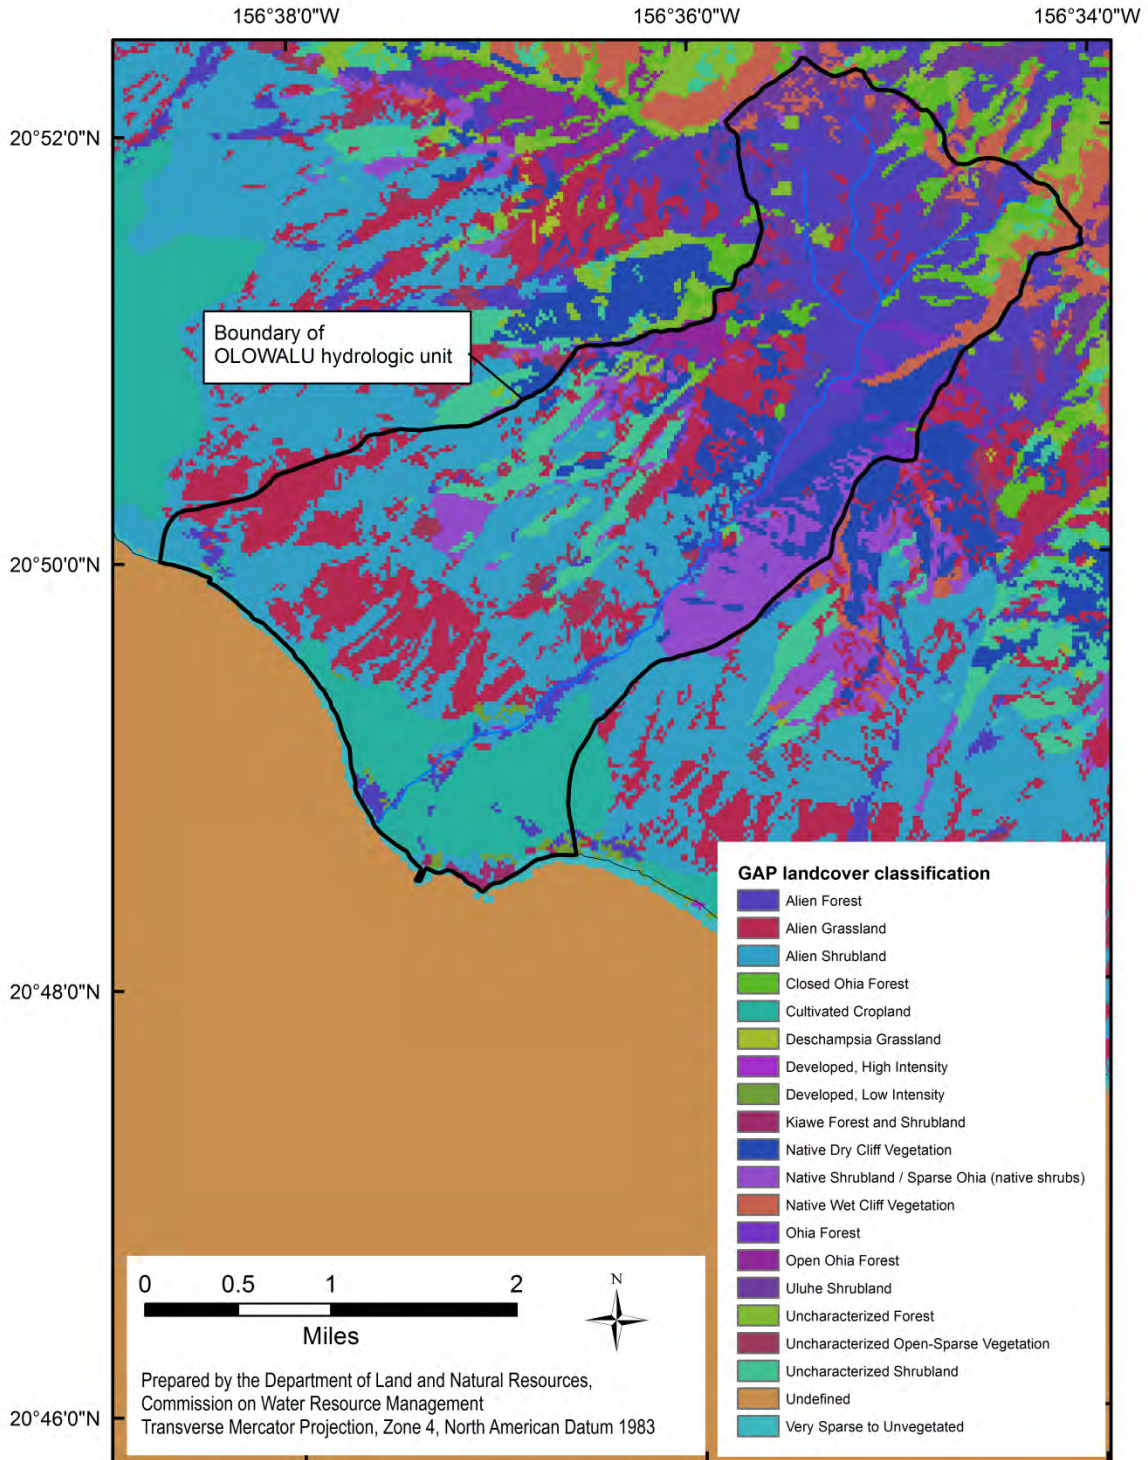 156°38'0"W
156°36'0"W
156°34'0"W
20°52'0"N
Boundary of
OLOWALU hydrologic unit
20°50'0"N
20°48'0"N
20°46'0"N
GAP landcover classification
Alien Forest
Alien Grassland
Alien Shrubland
Closed Ohia Forest
Cultivated Cropland
Deschampsia Grassland
Developed, High Intensity
Developed, Low Intensity
Kiawe Forest and Shrubland
Native Dry Cliff Vegetation
Native Shrubland / Sparse Ohia (native shrubs)
Native Wet Cliff Vegetation
Ohia Forest
Open Ohia Forest
Uluhe Shrubland
Uncharacterized Forest
Uncharacterized Open-Sparse Vegetation
Uncharacterized Shrubland
Undefined
Very Sparse to Unvegetated
0 0.5 1 2
Miles
N
Prepared by the Department of Land and Natural Resources,
Commission on Water Resource Management
Transverse Mercator Projection, Zone 4, North American Datum 1983